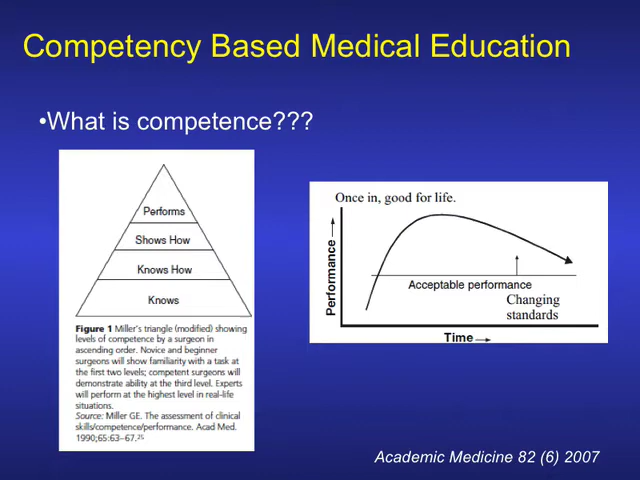 Competency Based Medical Education
•What is competence???
Performs
Shows How
Knows How
Knows
Figure 1 Miller's triangle (modified) showing
levels of competence by a surgeon in
ascending order. Novice and beginner
surgeons will show familiarity with a task at
the first two levels; competent surgeons will
demonstrate ability at the third level. Experts
will perform at the highest level in real-life
situations.
Source: Miller GE. The assessment of clinical
skills/competence/performance. Acad Med.
1990;65:63–67.25
Once in, good for life.
Performance
Acceptable performance
Changing
standards
Time
Academic Medicine 82 (6) 2007